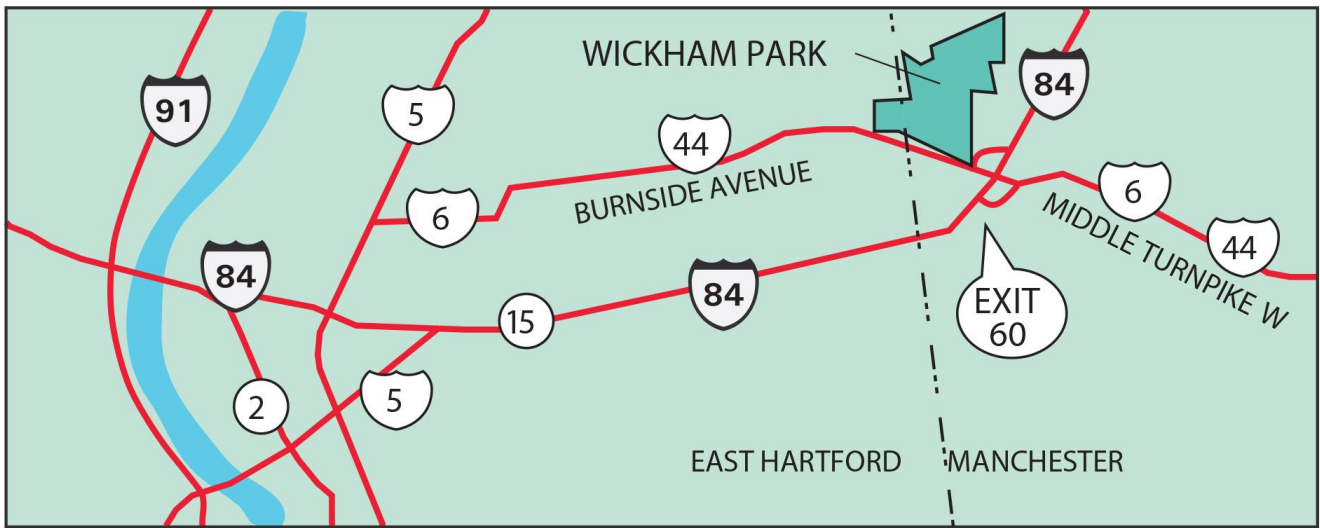 WICKHAM PARK
91
5
84
44
BURNSIDE AVENUE
6
6
MIDDLE TURNPIKE W
44
84
84
EXIT
60
15
2
5
EAST HARTFORD
MANCHESTER